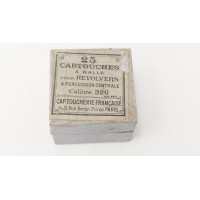 25
CARTOUCHES
A BALLE
POUR REVOLVERS
A PERCUSSION CENTRALE
Calibre 380
CARTOUCHERIE FRANÇAISE
PARIS